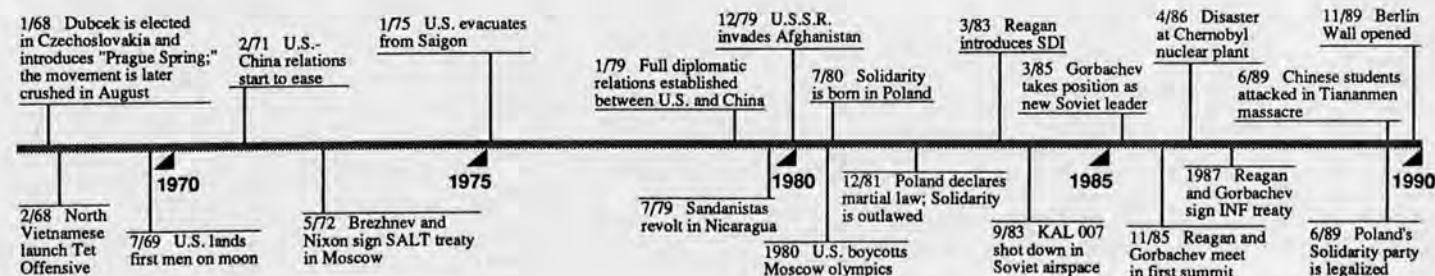 1/68 Dubcek is elected
in Czechoslovakia and
introduces "Prague Spring;"
the movement is later
crushed in August
2/71 U.S.-
China relations
start to ease
1/75 U.S. evacuates
from Saigon
1/79 Full diplomatic
relations established
between U.S. and China
12/79 U.S.S.R.
invades Afghanistan
7/80 Solidarity
is born in Poland
3/83 Reagan
introduces SDI
3/85 Gorbachev
takes position as
new Soviet leader
4/86 Disaster
at Chernobyl
nuclear plant
11/89 Berlin
Wall opened
6/89 Chinese students
attacked in Tiananmen
massacre
1970
1975
1980
1985
1990
2/68 North
Vietnamese
launch Tet
Offensive
7/69 U.S. lands
first men on moon
5/72 Brezhnev and
Nixon sign SALT treaty
in Moscow
7/79 Sandanistas
revolt in Nicaragua
1980 U.S. boycotts
Moscow olympics
12/81 Poland declares
martial law; Solidarity
is outlawed
9/83 KAL 007
shot down in
Soviet airspace
11/85 Reagan and
Gorbachev meet
in first summit
1987 Reagan
and Gorbachev
sign INF treaty
6/89 Poland's
Solidarity party
is legalized